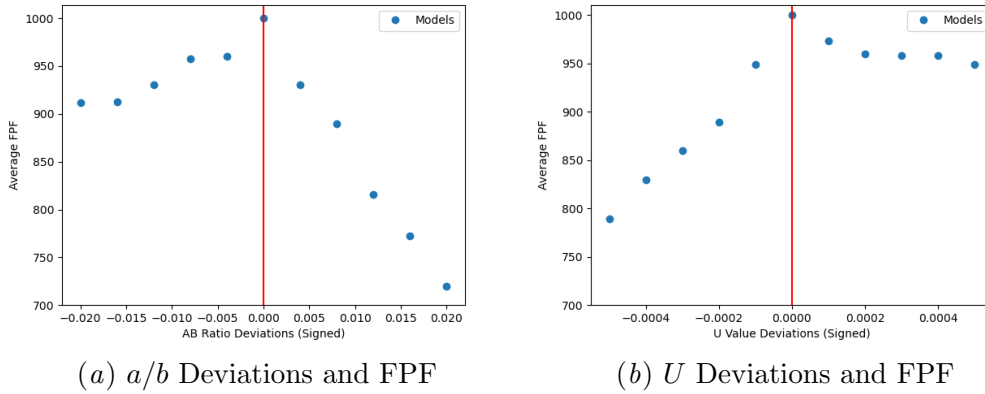 1000
950
900
850
800
750
700
Average FPF
Models
−0.020 −0.015 −0.010 −0.005 0.000 0.005 0.010 0.015 0.020
AB Ratio Deviations (Signed)
(a) a/b Deviations and FPF
1000
950
900
850
800
750
700
Average FPF
Models
−0.0004 −0.0002 0.0000 0.0002 0.0004
U Value Deviations (Signed)
(b) U Deviations and FPF